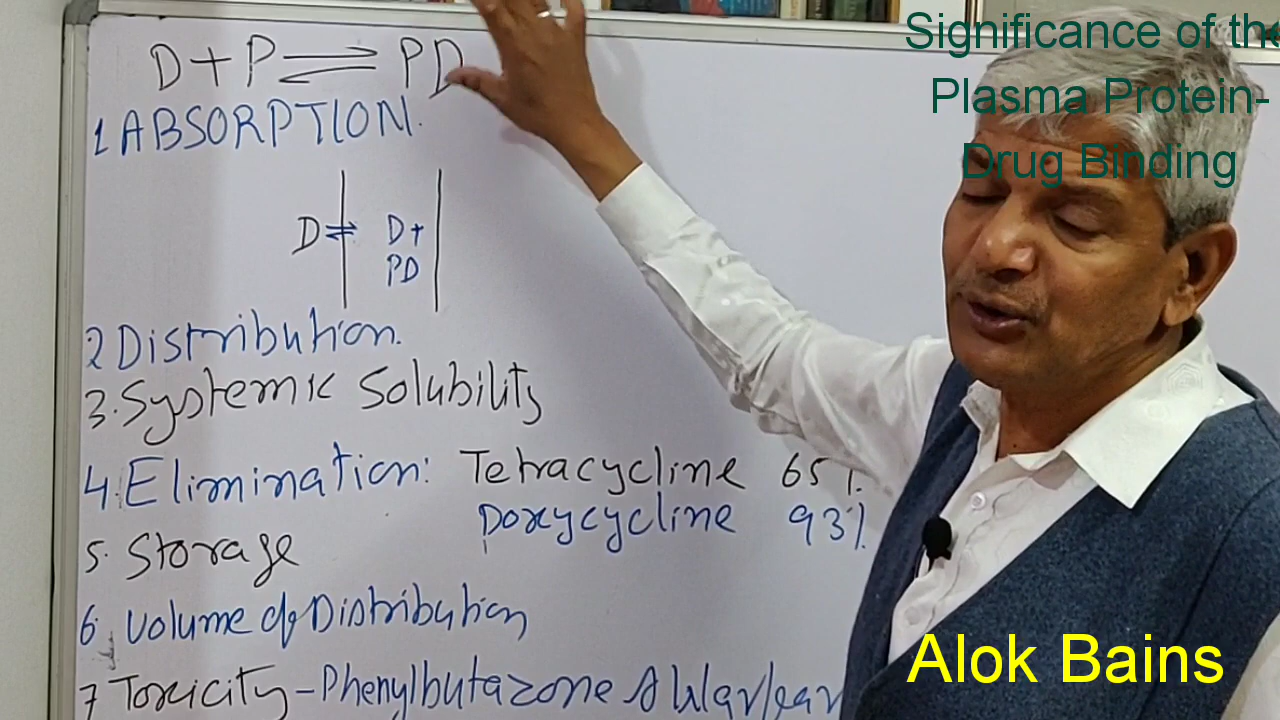 Significance of the
Plasma Protein-
Drug Binding
D + P ⇌ PD
1 ABSORPTION.
D ⇌ D +
PD
2 Distribution.
3. Systemic Solubility
4. Elimination: Tetracycline 65%.
Doxycycline 93%.
5. Storage
6. Volume of Distribution
7 Toxicity - Phenylbutazone &
Alok Bains